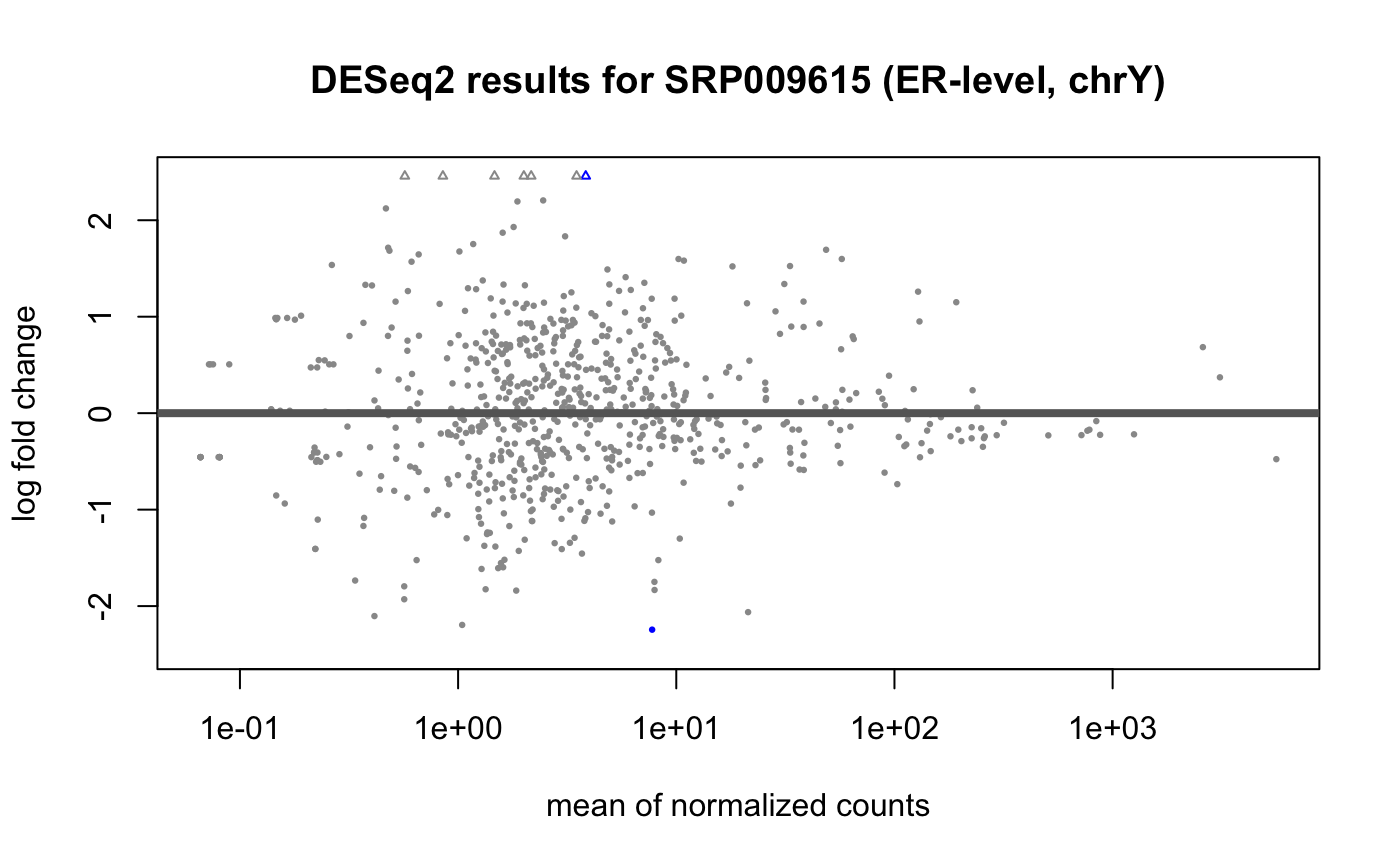 DESeq2 results for SRP009615 (ER-level, chrY)
log fold change
2
1
0
-1
-2
1e-01 1e+00 1e+01 1e+02 1e+03
mean of normalized counts